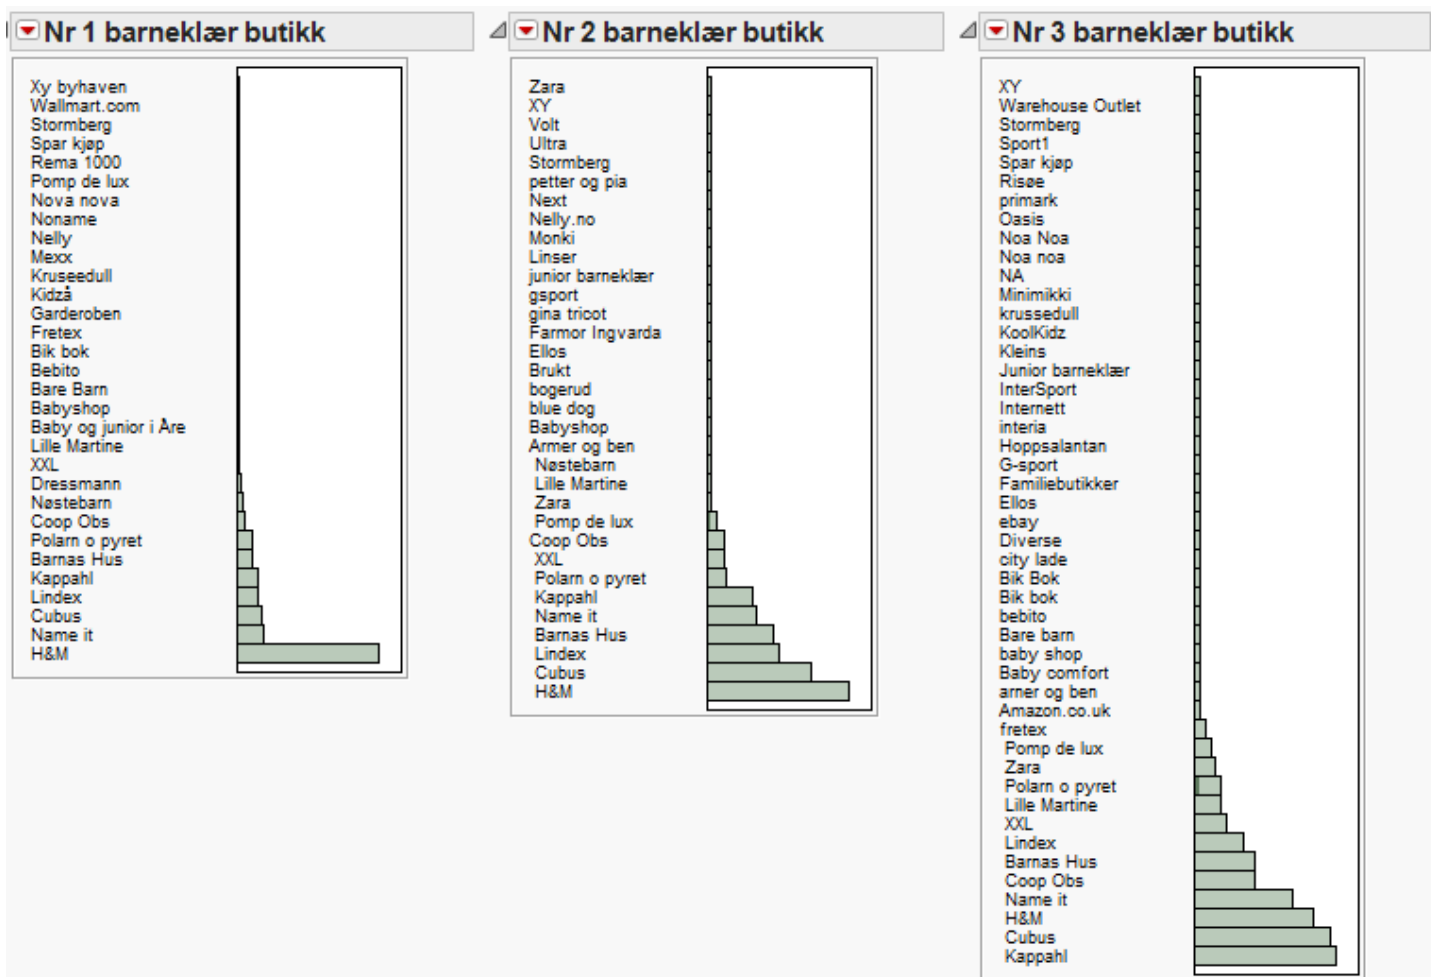 Nr 1 barneklær butikk
Xy byhaven
Wallmart.com
Stormberg
Spar kjøp
Rema 1000
Pomp de lux
Nova nova
Noname
Nelly
Mexx
Kruseedull
Kidzå
Garderoben
Fretex
Bik bok
Bebito
Bare Barn
Babyshop
Baby og junior i Åre
Lille Martine
XXL
Dressmann
Nøstebarn
Coop Obs
Polarn o pyret
Barnas Hus
Kappahl
Lindex
Cubus
Name it
H&M
Nr 2 barneklær butikk
Zara
XY
Volt
Ultra
Stormberg
petter og pia
Next
Nelly.no
Monki
Linser
junior barneklær
gsport
gina tricot
Farmor Ingvarda
Ellos
Brukt
bogerud
blue dog
Babyshop
Armer og ben
Nøstebarn
Lille Martine
Zara
Pomp de lux
Coop Obs
XXL
Polarn o pyret
Kappahl
Name it
Barnas Hus
Lindex
Cubus
H&M
Nr 3 barneklær butikk
XY
Warehouse Outlet
Stormberg
Sport1
Spar kjøp
Risøe
primark
Oasis
Noa Noa
Noa noa
NA
Minimikki
krussedull
KoolKidz
Kleins
Junior barneklær
InterSport
Internett
interia
Hoppsalantan
G-sport
Familiebutikker
Ellos
ebay
Diverse
city lade
Bik Bok
Bik bok
bebito
Bare barn
baby shop
Baby comfort
arner og ben
Amazon.co.uk
fretex
Pomp de lux
Zara
Polarn o pyret
Lille Martine
XXL
Lindex
Barnas Hus
Coop Obs
Name it
H&M
Cubus
Kappahl